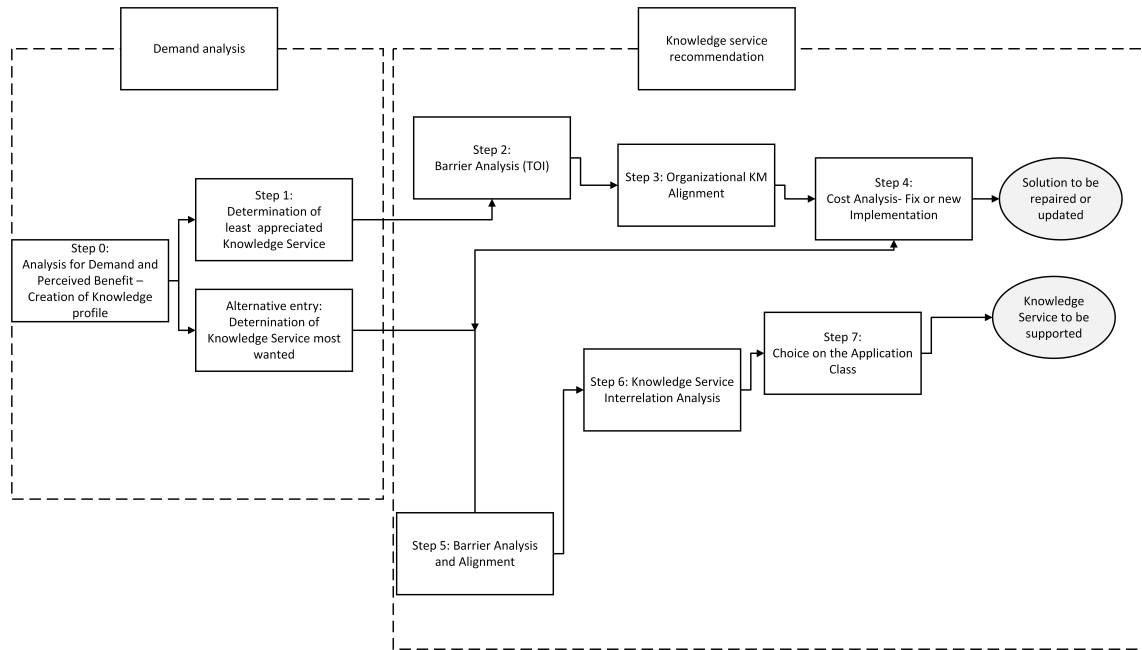 Demand analysis
Knowledge service
recommendation
Step 0:
Analysis for Demand and
Perceived Benefit –
Creation of Knowledge
profile
Step 1:
Determination of
least appreciated
Knowledge Service
Alternative entry:
Determination of
Knowledge Service most
wanted
Step 2:
Barrier Analysis (TOI)
Step 3: Organizational KM
Alignment
Step 4:
Cost Analysis- Fix or new
Implementation
Solution to be
repaired or
updated
Step 5: Barrier Analysis
and Alignment
Step 6: Knowledge Service
Interrelation Analysis
Step 7:
Choice on the Application
Class
Knowledge
Service to be
supported